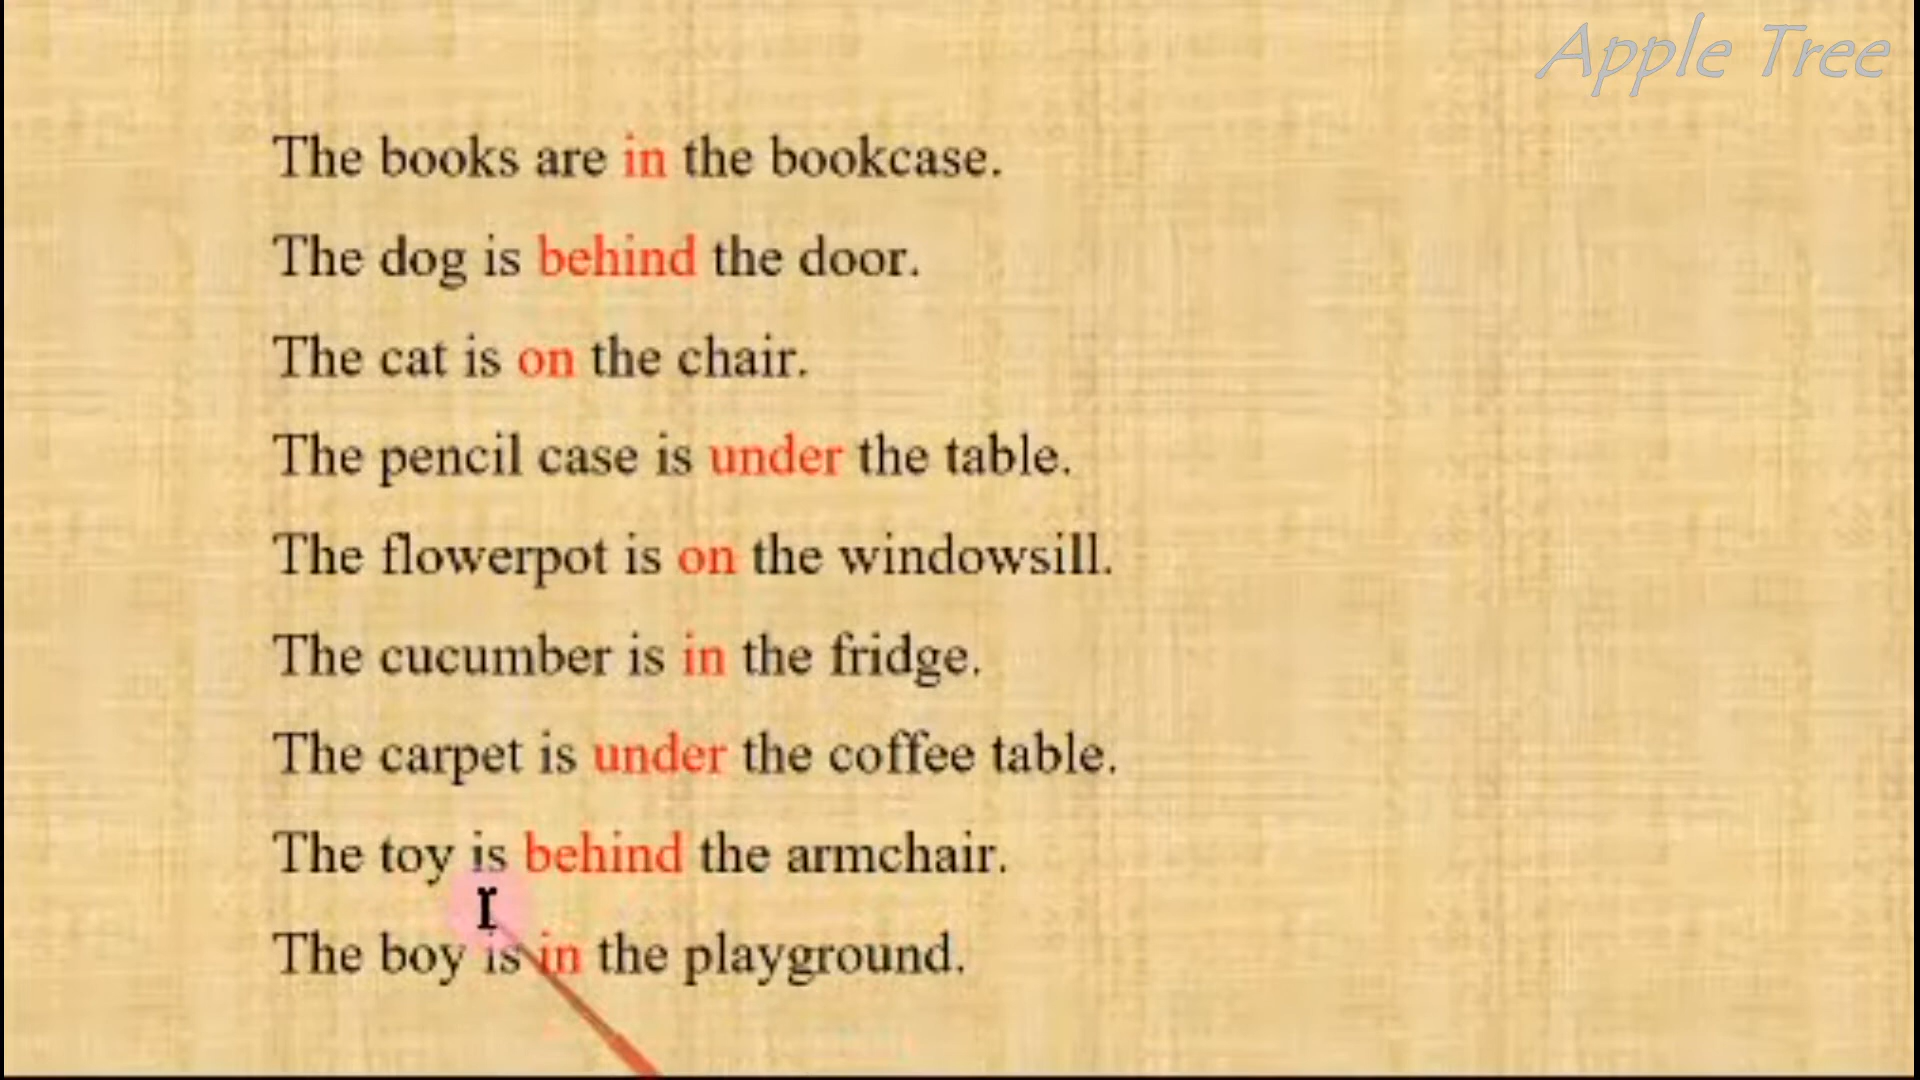 Apple Tree
The books are in the bookcase.
The dog is behind the door.
The cat is on the chair.
The pencil case is under the table.
The flowerpot is on the windowsill.
The cucumber is in the fridge.
The carpet is under the coffee table.
The toy is behind the armchair.
The boy is in the playground.